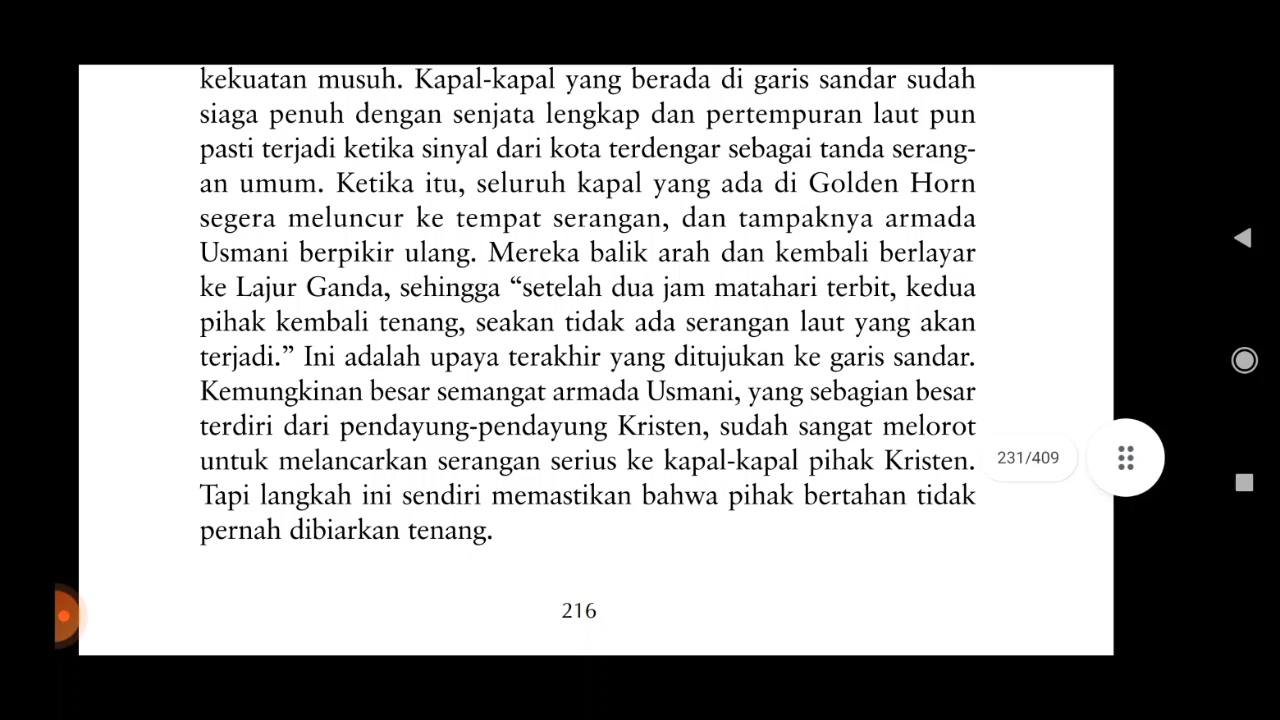 kekuatan musuh. Kapal-kapal yang berada di garis sandar sudah
siaga penuh dengan senjata lengkap dan pertempuran laut pun
pasti terjadi ketika sinyal dari kota terdengar sebagai tanda serang-
an umum. Ketika itu, seluruh kapal yang ada di Golden Horn
segera meluncur ke tempat serangan, dan tampaknya armada
Usmani berpikir ulang. Mereka balik arah dan kembali berlayar
ke Lajur Ganda, sehingga “setelah dua jam matahari terbit, kedua
pihak kembali tenang, seakan tidak ada serangan laut yang akan
terjadi.” Ini adalah upaya terakhir yang ditujukan ke garis sandar.
Kemungkinan besar semangat armada Usmani, yang sebagian besar
terdiri dari pendayung-pendayung Kristen, sudah sangat melorot
untuk melancarkan serangan serius ke kapal-kapal pihak Kristen.
Tapi langkah ini sendiri memastikan bahwa pihak bertahan tidak
pernah dibiarkan tenang.
231/409
216